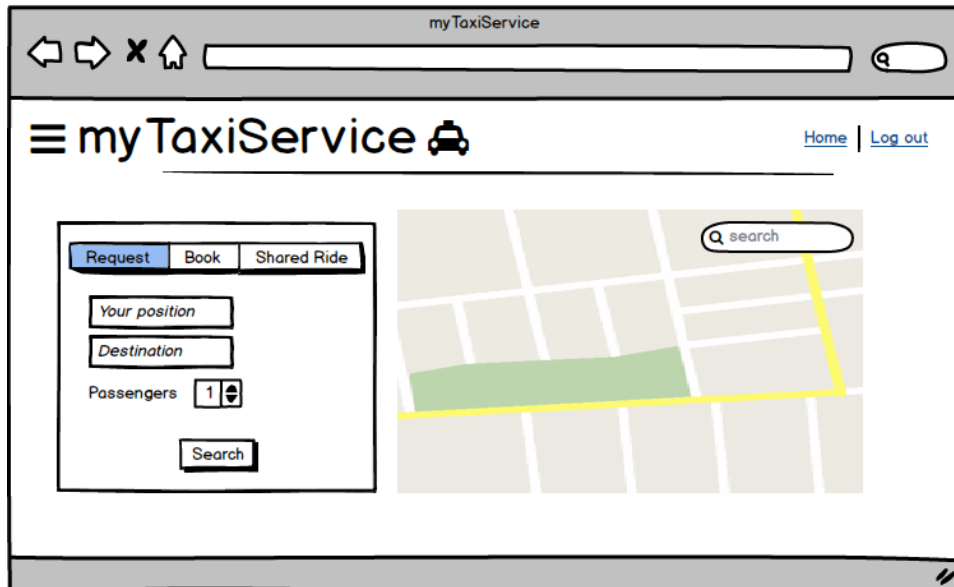 myTaxiService
myTaxiService
Home Log out
search
Request Book Shared Ride
Your position
Destination
Passengers 1
Search